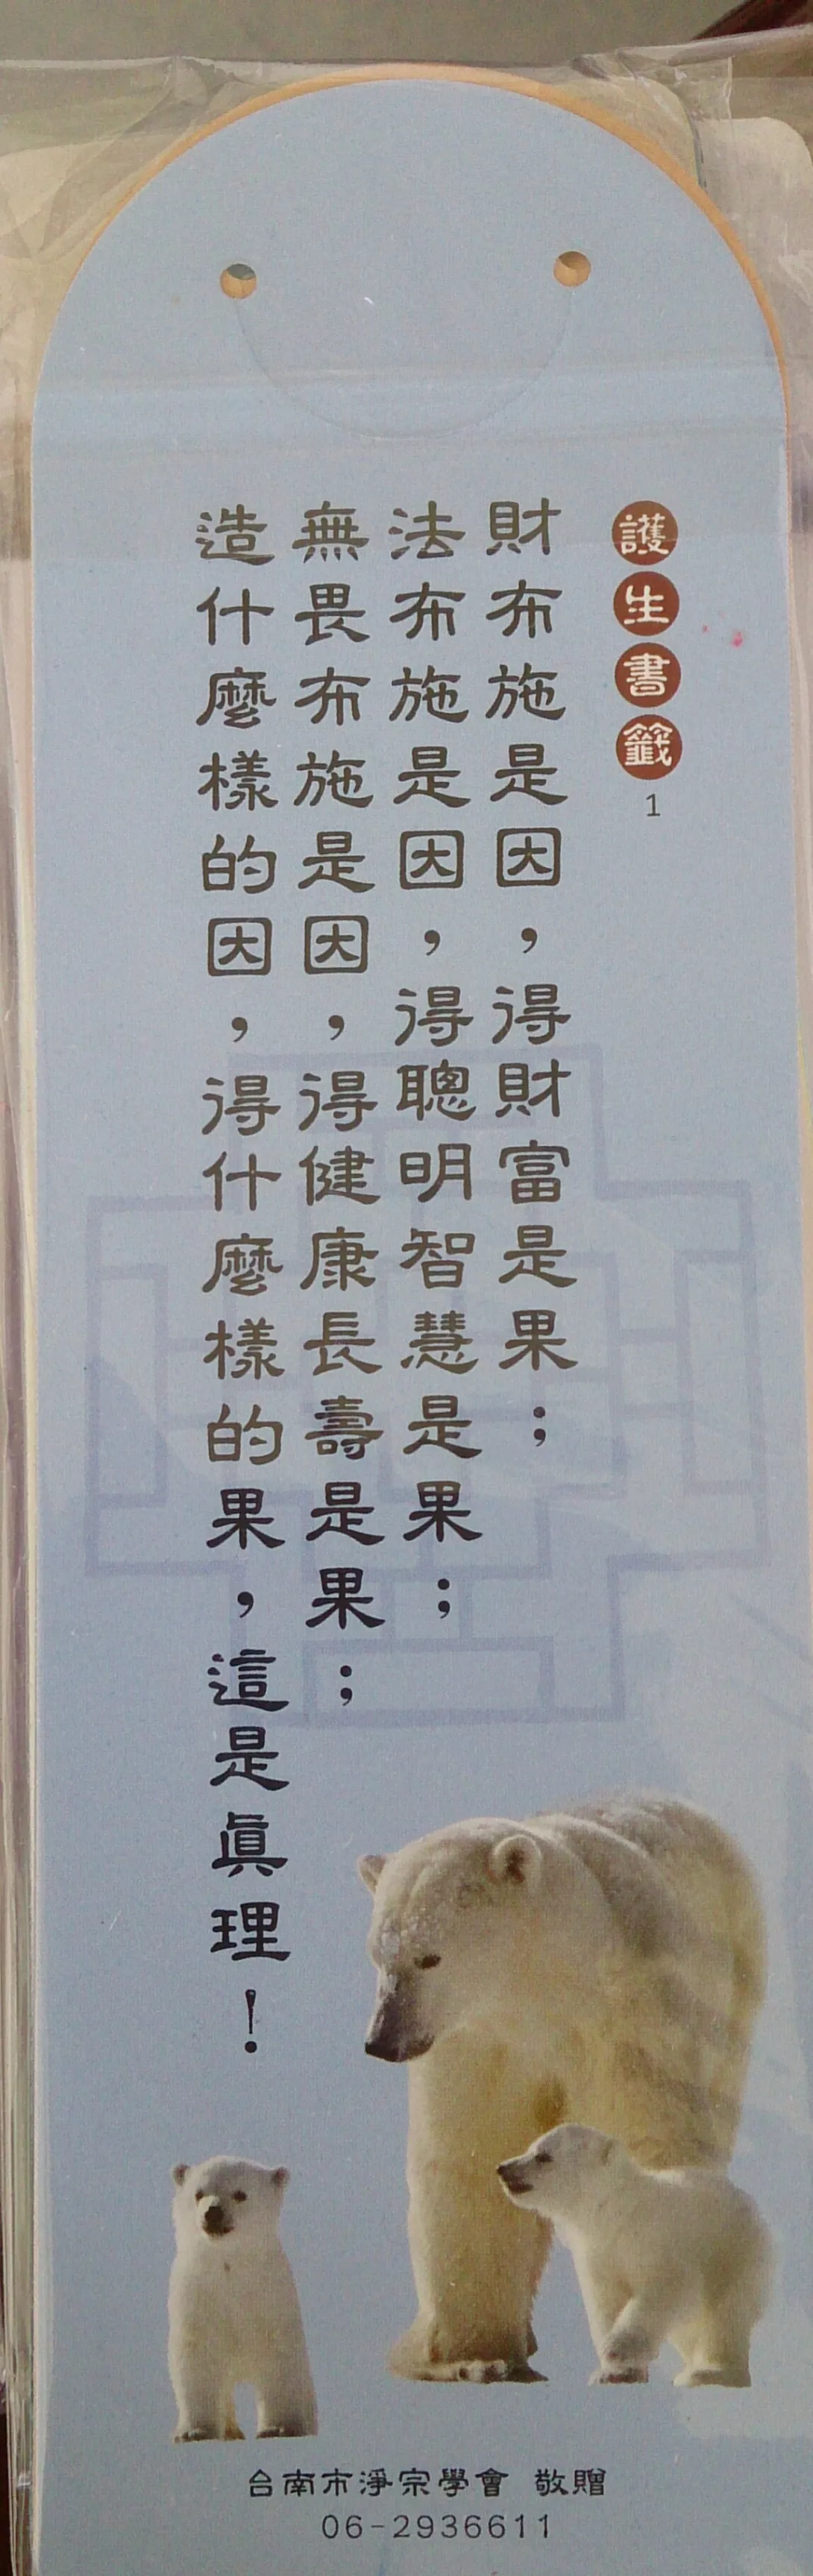 護生書籤
1
財布施是因，得財富是果；
法布施是因，得聰明智慧是果；
無畏布施是因，得健康長壽是果；
造什麼樣的因，得什麼樣的果，這是眞理！
台南市淨宗學會 敬贈
06-2936611